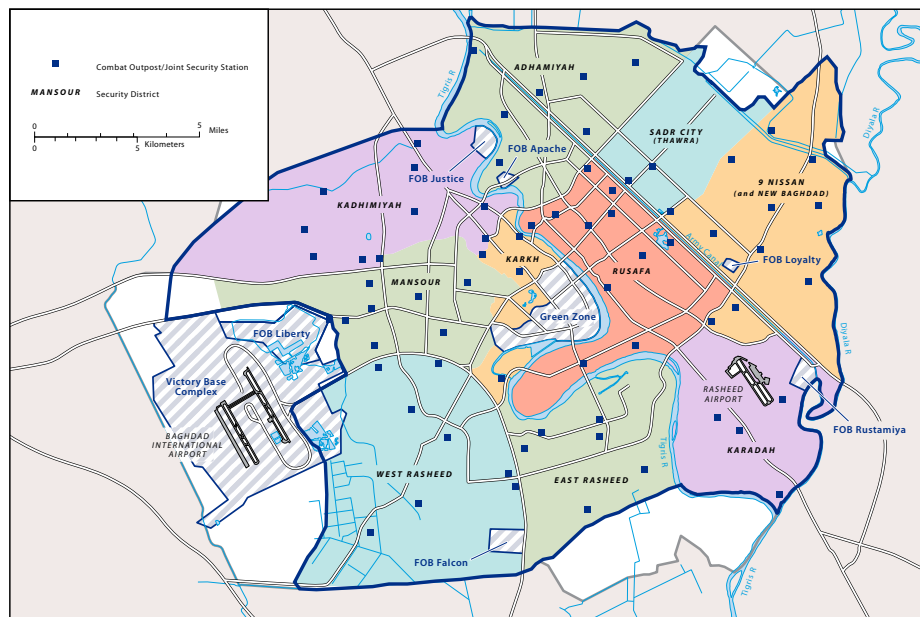 Combat Outpost/Joint Security Station
MANSOUR
Security District
0
5
Miles
0
5
Kilometers
ADHAMIYAH
Tigris R
SADR CITY
(THAWRA)
Diyala R
FOB Apache
FOB Justice
9 NISSAN
(and NEW BAGHDAD)
KADHIMIYAH
Army Canal
KARKH
FOB Loyalty
RUSAFA
MANSOUR
Green Zone
FOB Liberty
Diyala R
Victory Base
Complex
RASHEED
AIRPORT
BAGHDAD
INTERNATIONAL
AIRPORT
FOB Rustamiya
KARADAH
Tigris R
WEST RASHEED
EAST RASHEED
FOB Falcon
Tigris R